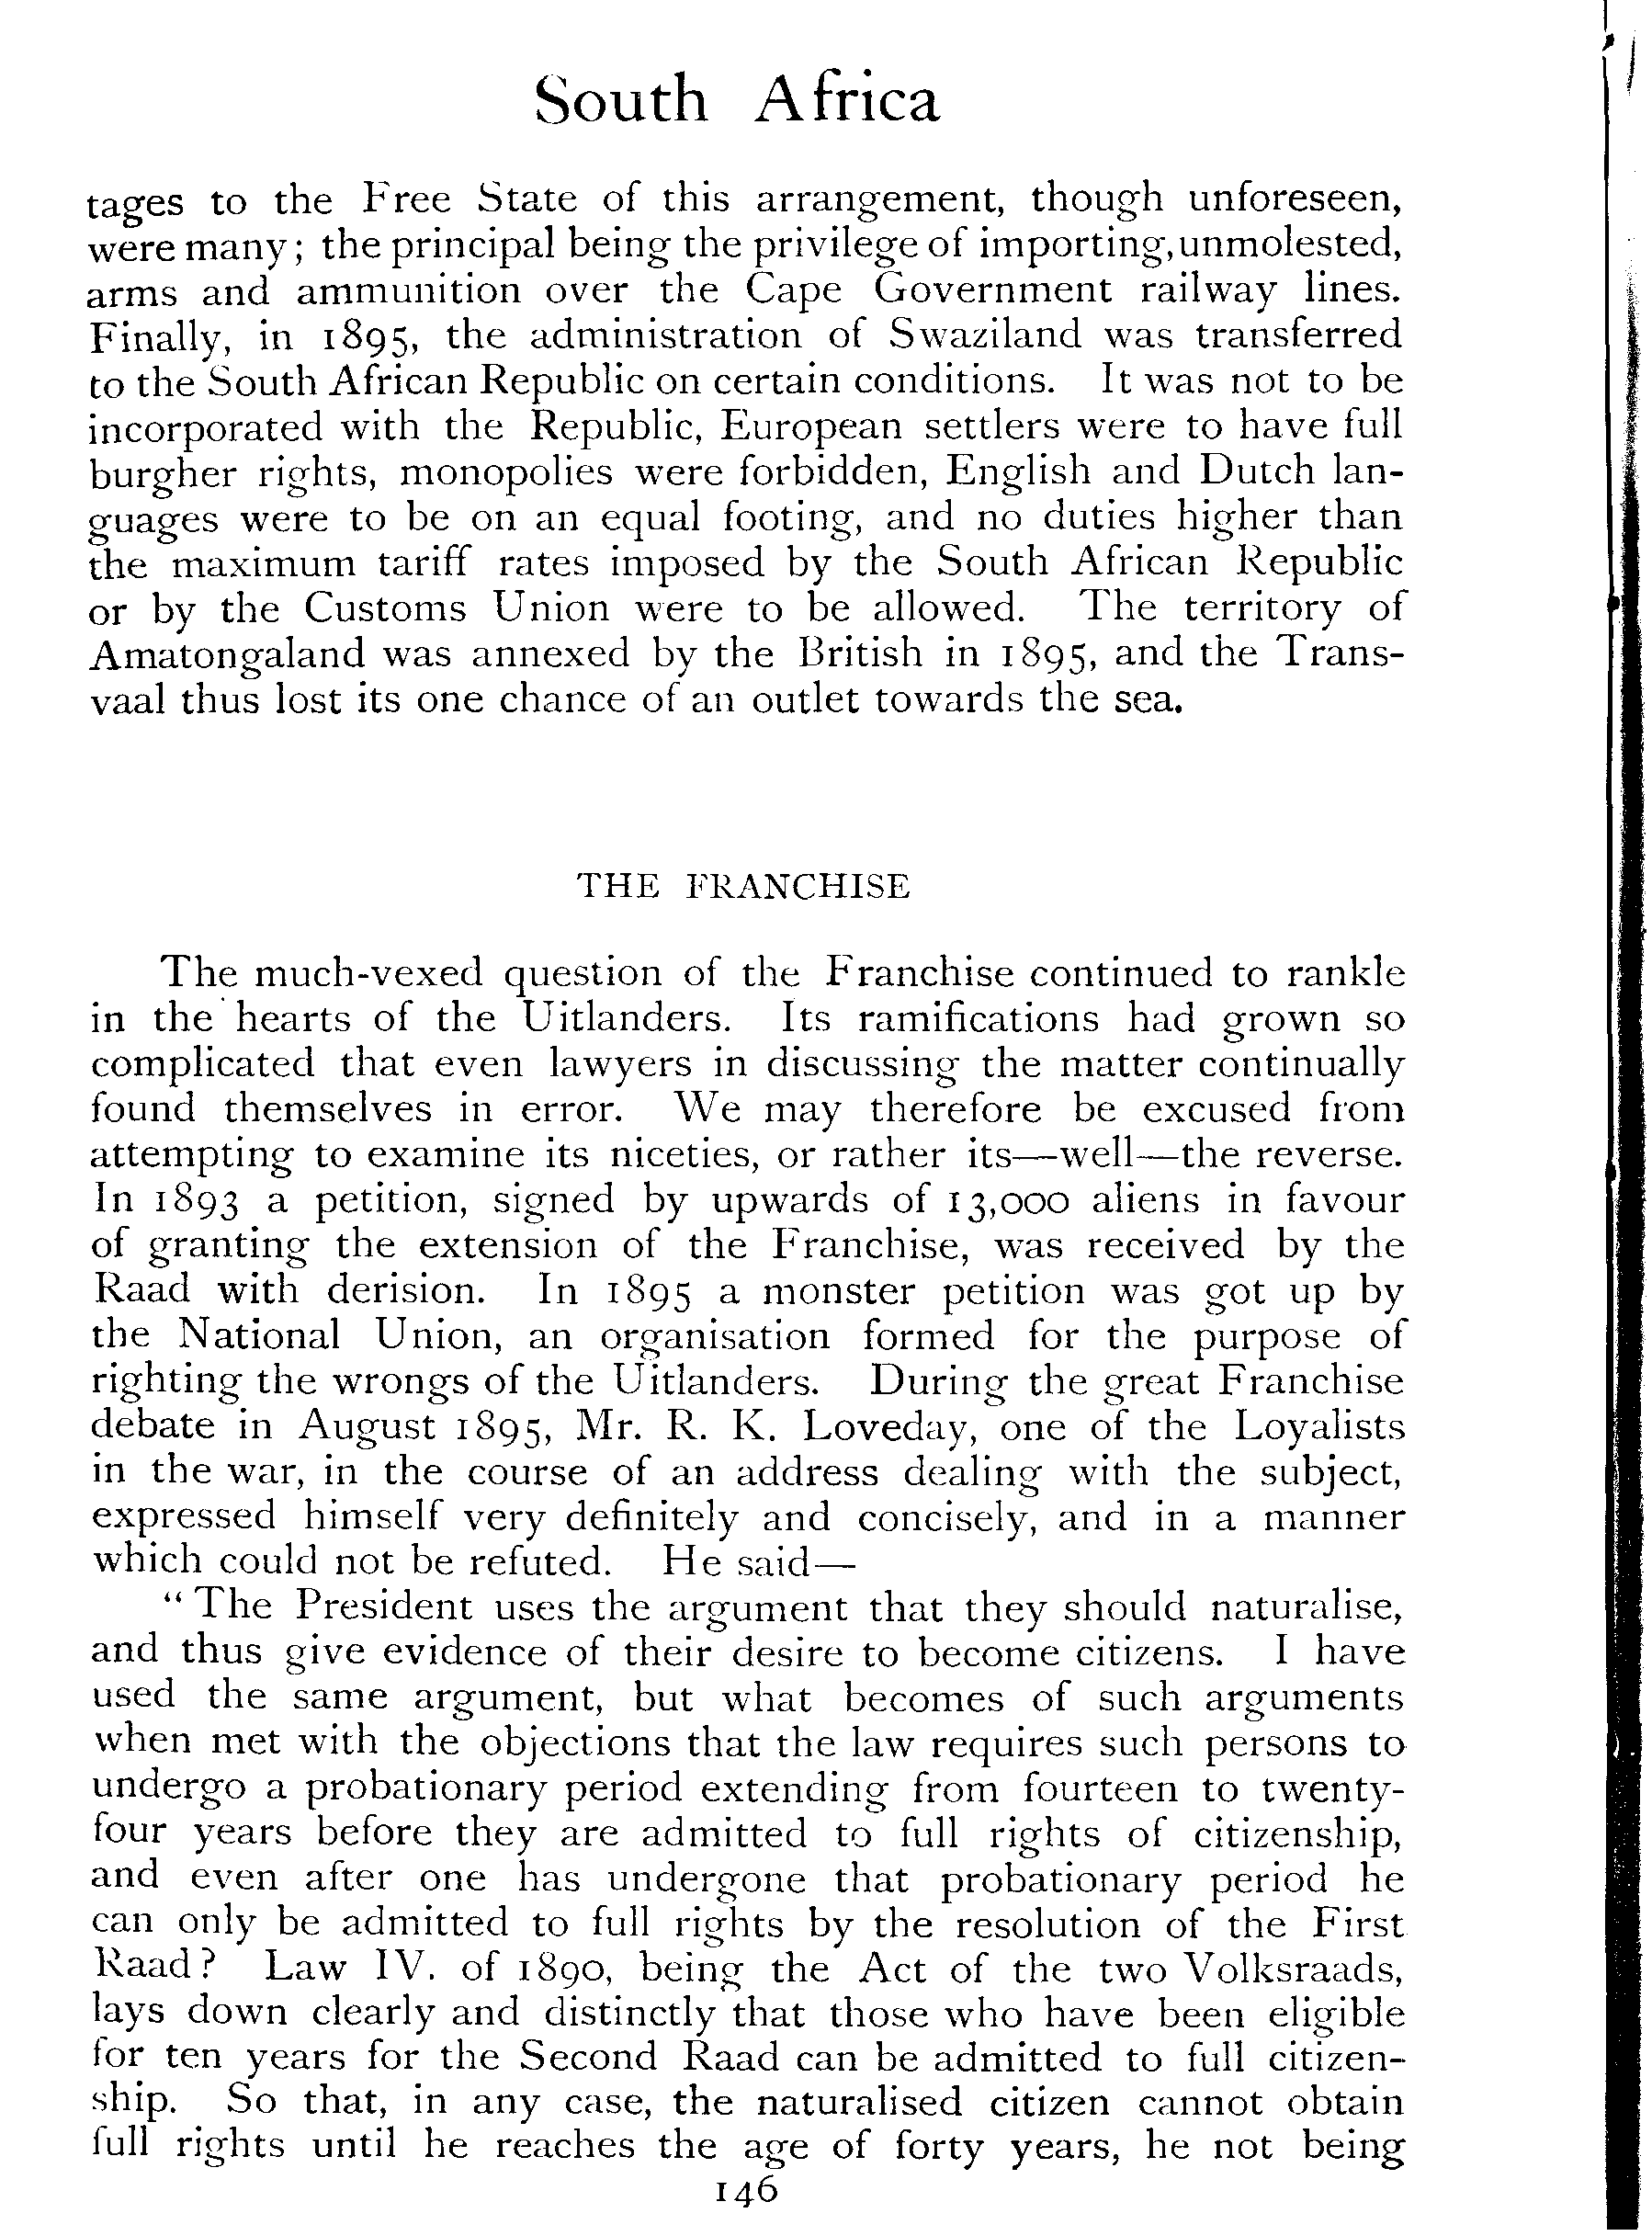 South Africa
tages to the Free State of this arrangement, though unforeseen,
were many; the principal being the privilege of importing, unmolested,
arms and ammunition over the Cape Government railway lines.
Finally, in 1895, the administration of Swaziland was transferred
to the South African Republic on certain conditions. It was not to be
incorporated with the Republic, European settlers were to have full
burgher rights, monopolies were forbidden, English and Dutch lan-
guages were to be on an equal footing, and no duties higher than
the maximum tariff rates imposed by the South African Republic
or by the Customs Union were to be allowed. The territory of
Amatongaland was annexed by the British in 1895, and the Trans-
vaal thus lost its one chance of an outlet towards the sea.
THE FRANCHISE
The much-vexed question of the Franchise continued to rankle
in the hearts of the Uitlanders. Its ramifications had grown so
complicated that even lawyers in discussing the matter continually
found themselves in error. We may therefore be excused from
attempting to examine its niceties, or rather its—well—the reverse.
In 1893 a petition, signed by upwards of 13,000 aliens in favour
of granting the extension of the Franchise, was received by the
Raad with derision. In 1895 a monster petition was got up by
the National Union, an organisation formed for the purpose of
righting the wrongs of the Uitlanders. During the great Franchise
debate in August 1895, Mr. R. K. Loveday, one of the Loyalists
in the war, in the course of an address dealing with the subject,
expressed himself very definitely and concisely, and in a manner
which could not be refuted. He said—
"The President uses the argument that they should naturalise,
and thus give evidence of their desire to become citizens. I have
used the same argument, but what becomes of such arguments
when met with the objections that the law requires such persons to
undergo a probationary period extending from fourteen to twenty-
four years before they are admitted to full rights of citizenship,
and even after one has undergone that probationary period he
can only be admitted to full rights by the resolution of the First
Raad? Law IV. of 1890, being the Act of the two Volksraads,
lays down clearly and distinctly that those who have been eligible
for ten years for the Second Raad can be admitted to full citizen-
ship. So that, in any case, the naturalised citizen cannot obtain
full rights until he reaches the age of forty years, he not being
146